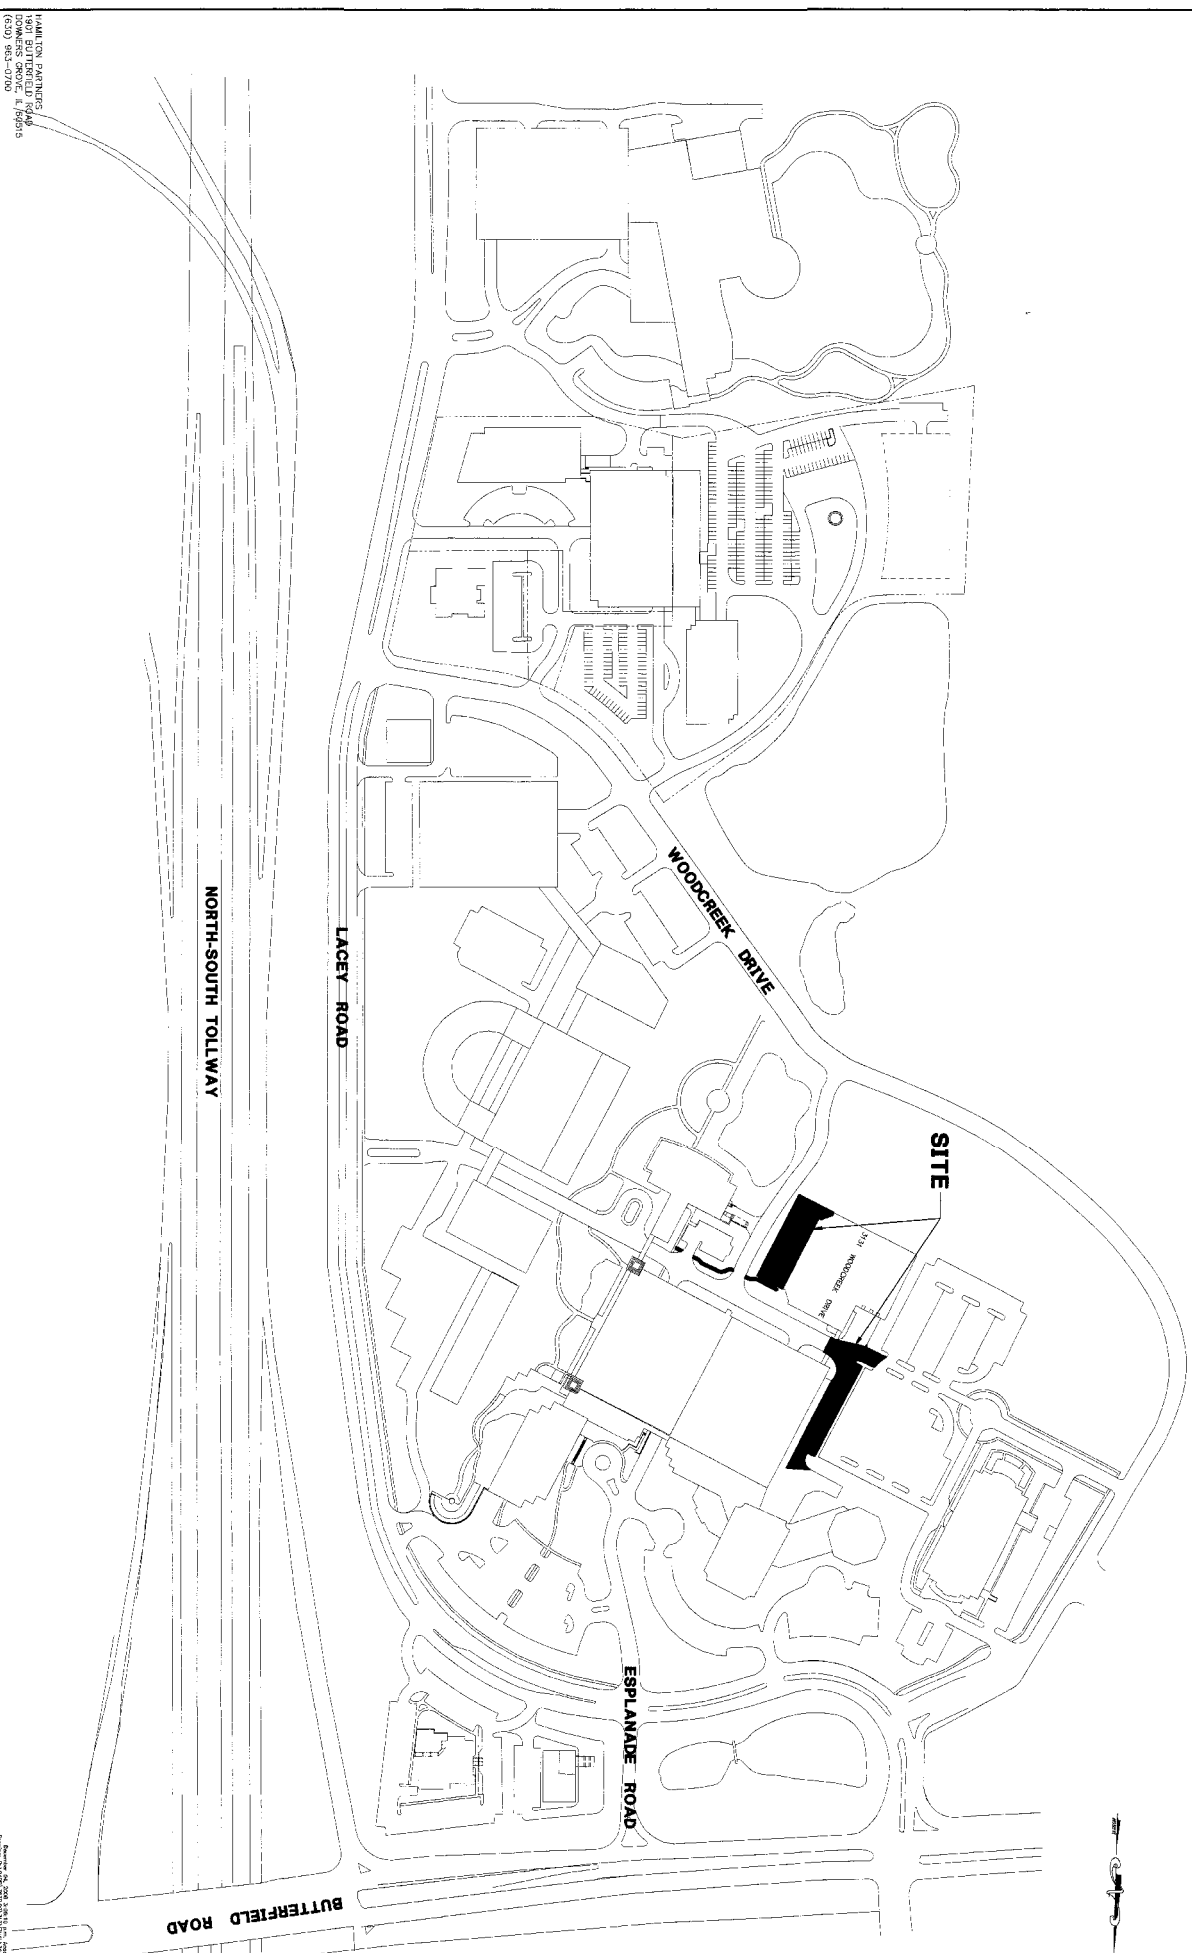 HAMILTON PARTNERS
1901 BUTTERFIELD ROAD
DOWNERS GROVE, IL/60515
(630) 963-0700
WOODCREEK DRIVE
NORTH-SOUTH TOLLWAY
LACEY ROAD
SITE
3131 WOODCREEK DRIVE
ESPLANADE ROAD
BUTTERFIELD ROAD